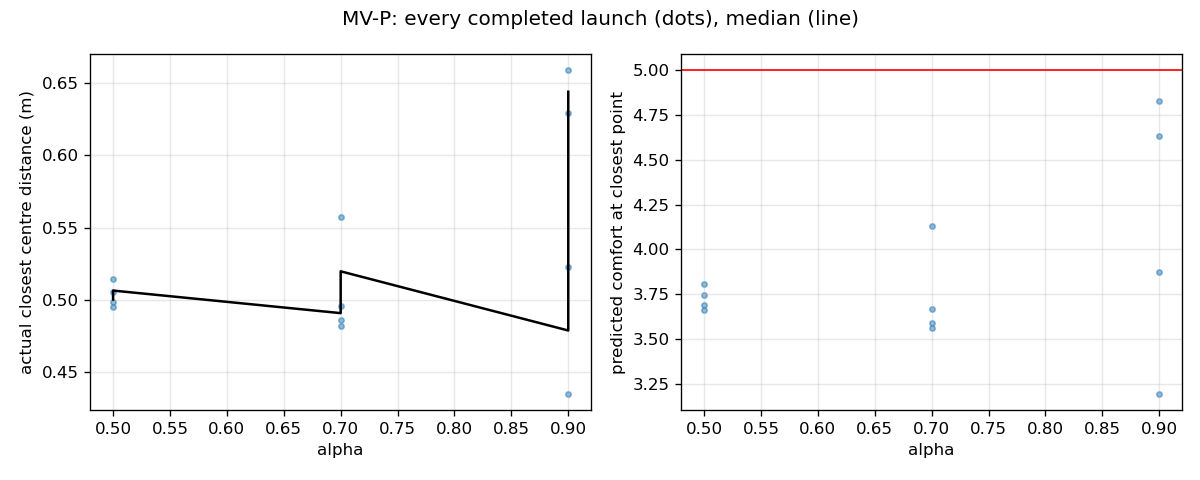 MV-P: every completed launch (dots), median (line)
actual closest centre distance (m)
0.65
0.60
0.55
0.50
0.45
0.50 0.55 0.60 0.65 0.70 0.75 0.80 0.85 0.90
alpha
predicted comfort at closest point
5.00
4.75
4.50
4.25
4.00
3.75
3.50
3.25
0.50 0.55 0.60 0.65 0.70 0.75 0.80 0.85 0.90
alpha